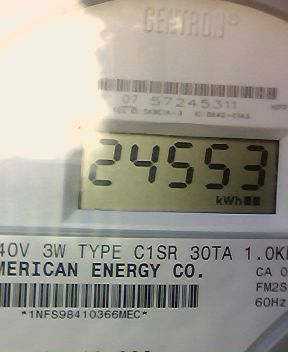 CELLTRON®
07 57245311
24553
kWh
40V 3W TYPE C1SR 30TA 1.0K
MERICAN ENERGY CO.
CA 0
FM2S
60Hz
*1NFS98410366MEC*